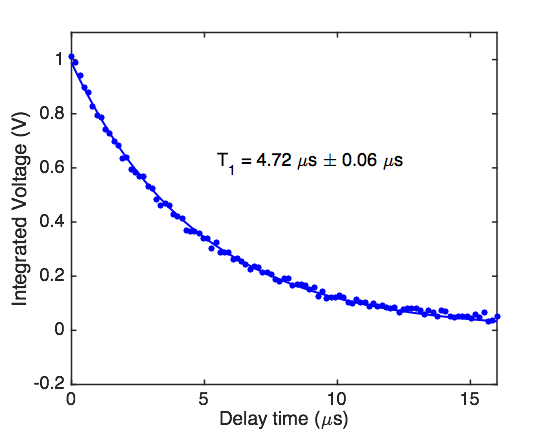 1
0.8
0.6
0.4
0.2
0
-0.2
Integrated Voltage (V)
T₁ = 4.72 μs ± 0.06 μs
0 5 10 15
Delay time (μs)